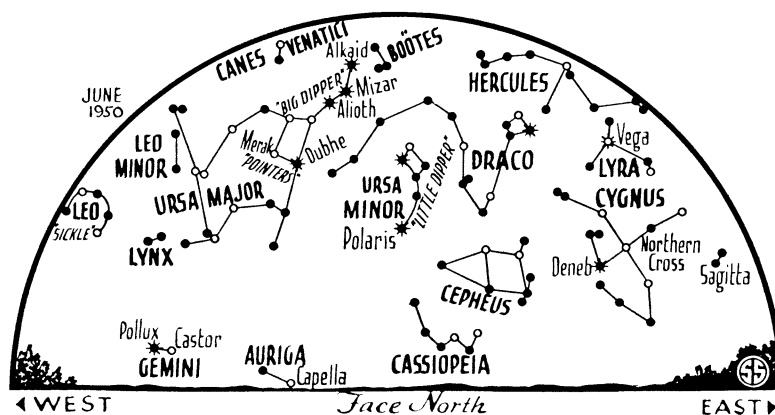 CANES VENATICI
Alkaid
BOÖTES
"BIG DIPPER"
Mizar
Alioth
HERCULES
JUNE
1950
LEO
MINOR
Merak
"POINTERS"
Dubhe
URSA MAJOR
URSA
MINOR
"LITTLE DIPPER"
Polaris
DRACO
Vega
LYRA
CYGNUS
LEO
"SICKLE"
LYNX
Deneb
Northern
Cross
Sagitta
CEPHEUS
Pollux
Castor
GEMINI
AURIGA
Capella
CASSIOPEIA
SS
WEST
Face North
EAST